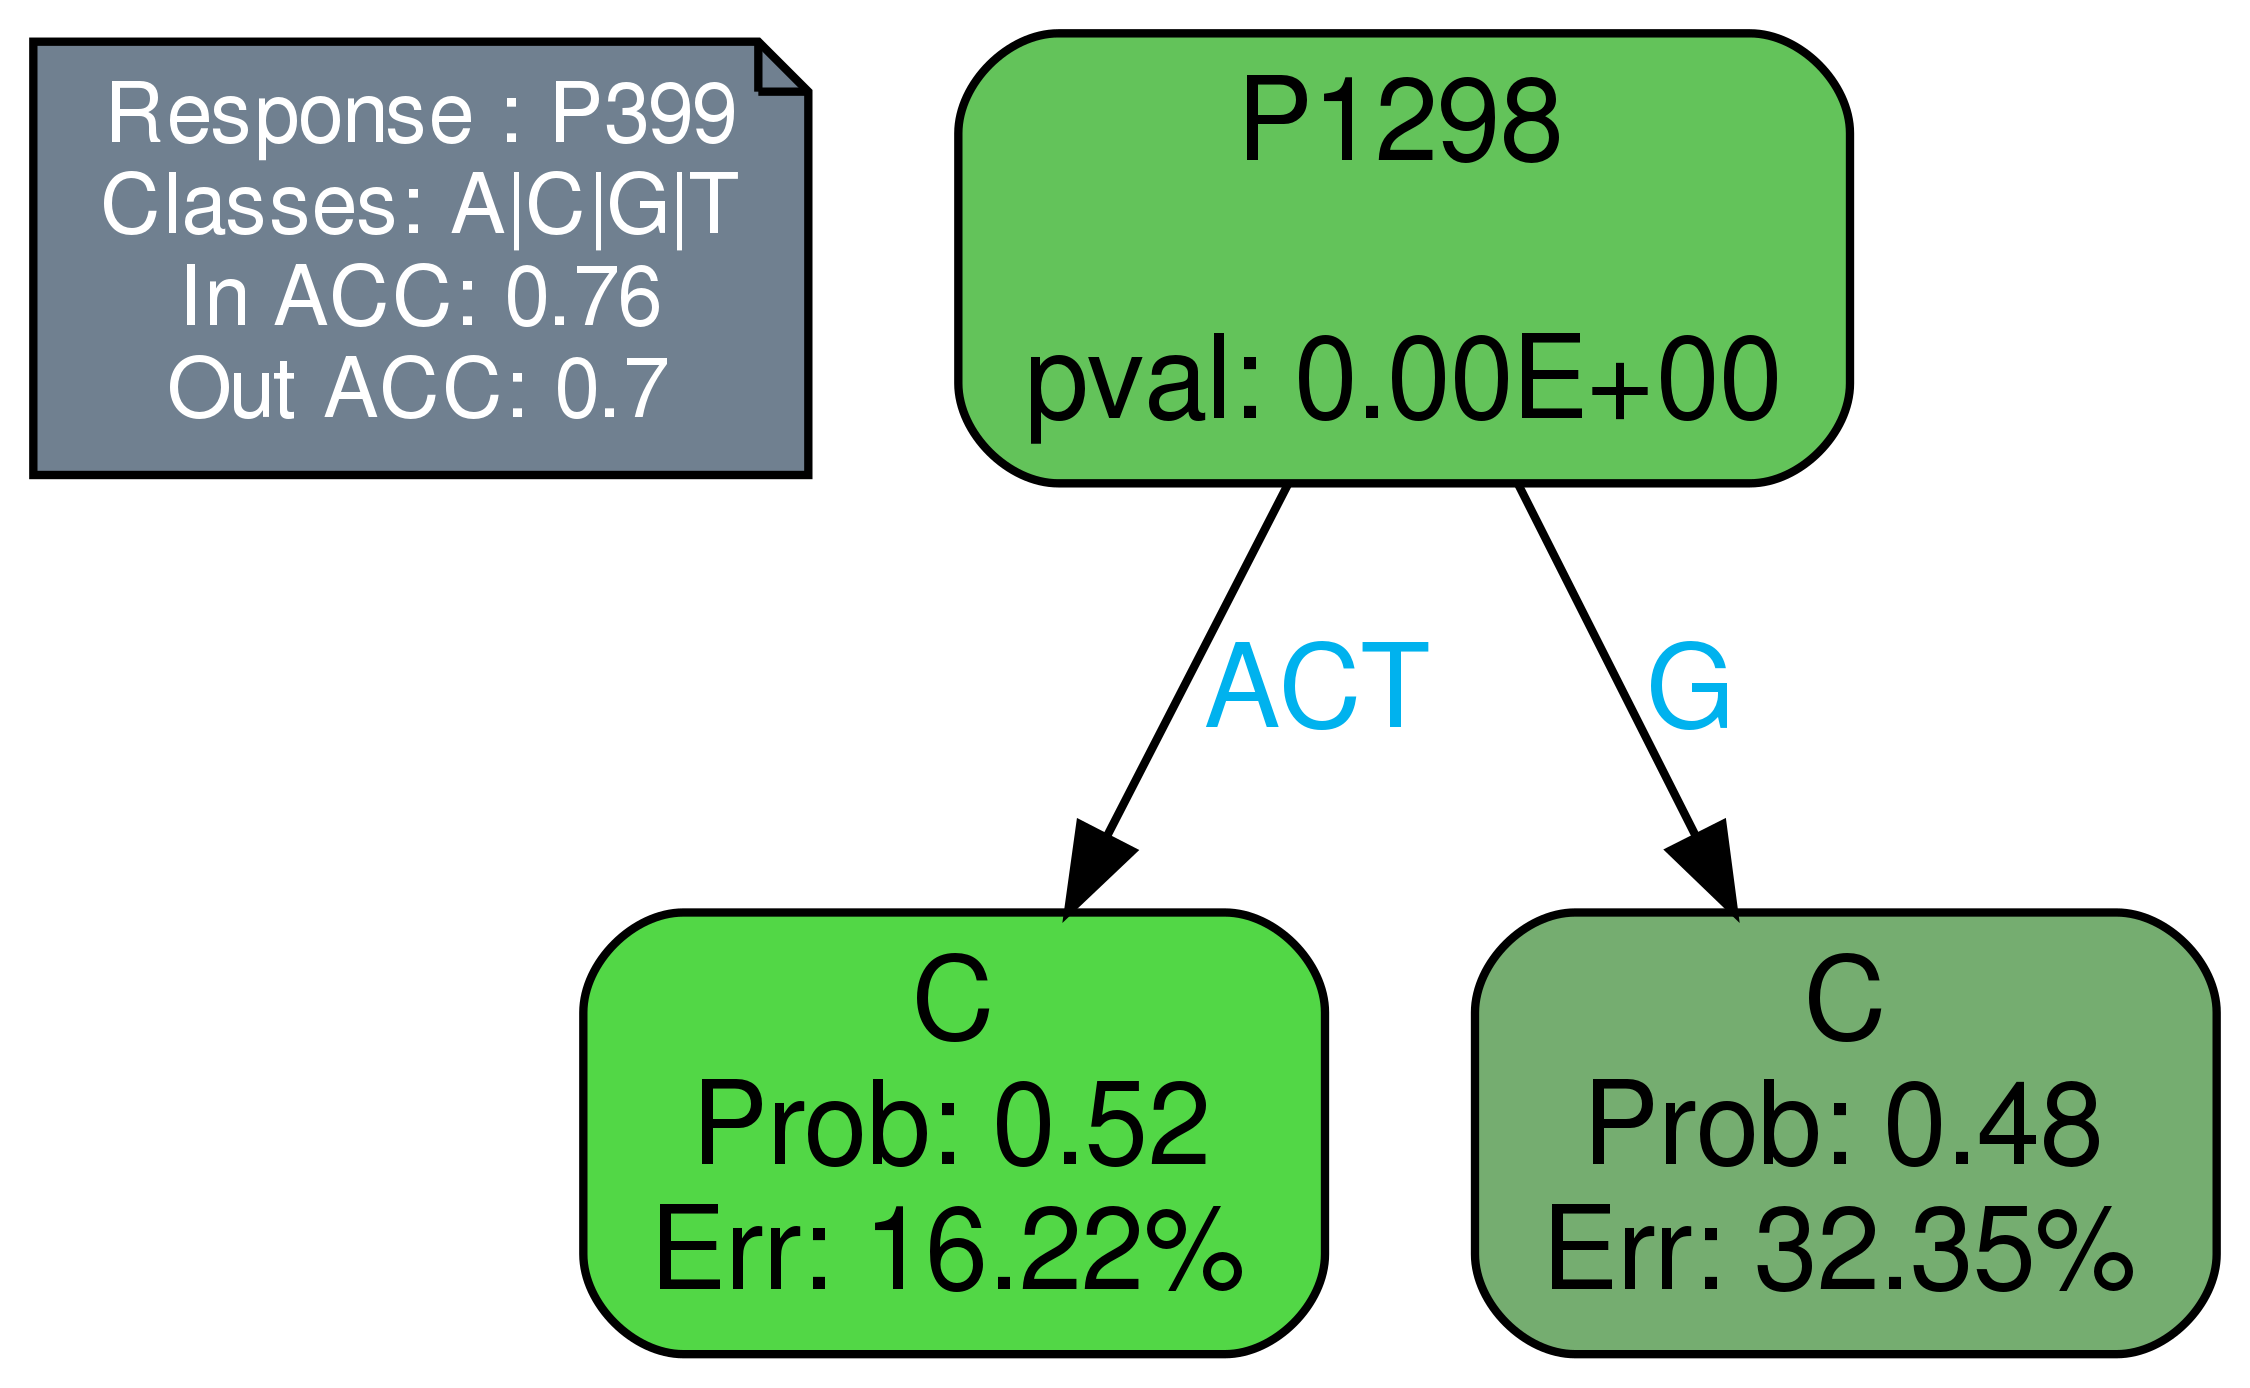 Response : P399
Classes: A|C|G|T
In ACC: 0.76
Out ACC: 0.7
P1298
pval: 0.00E+00
ACT
G
C
Prob: 0.52
Err: 16.22%
C
Prob: 0.48
Err: 32.35%